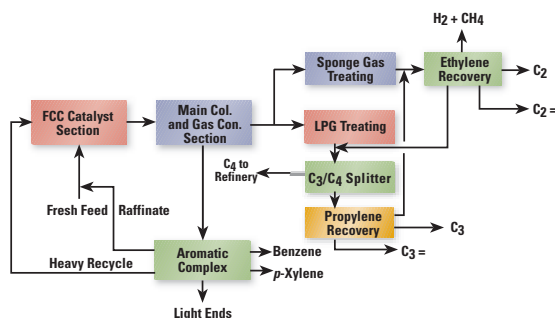 H2 + CH4
Sponge Gas
Treating
Ethylene
Recovery
C2
C2 =
FCC Catalyst
Section
Main Col.
and Gas Con.
Section
LPG Treating
C4 to
Refinery
C3/C4 Splitter
Fresh Feed
Raffinate
Propylene
Recovery
C3
C3 =
Heavy Recycle
Aromatic
Complex
Benzene
p-Xylene
Light Ends